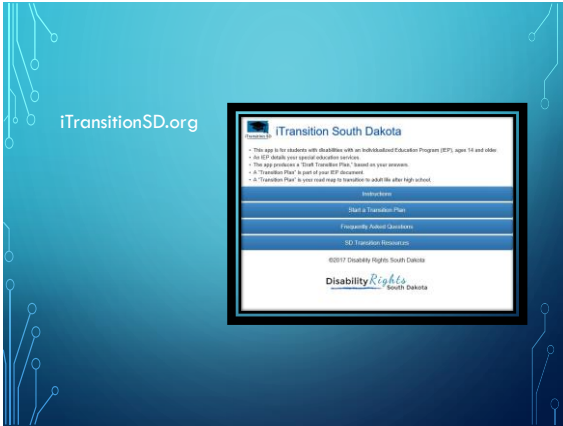 iTransitionSD.org
iTransition SD
iTransition South Dakota
• This app is for students with disabilities with an Individualized Education Program (IEP), ages 14 and older.
• An IEP details your special education services.
• The app produces a "Draft Transition Plan," based on your answers.
• A "Transition Plan" is part of your IEP document.
• A "Transition Plan" is your road map to transition to adult life after high school.
Instructions
Start a Transition Plan
Frequently Asked Questions
SD Transition Resources
©2017 Disability Rights South Dakota
Disability Rights
South Dakota